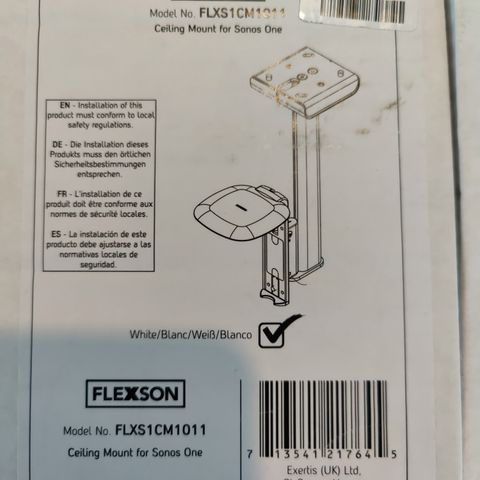 Model No. FLXS1CM1011
Ceiling Mount for Sonos One
EN - Installation of this
product must conform to local
safety regulations.
DE - Die Installation dieses
Produkts muss den örtlichen
Sicherheitsbestimmungen
entsprechen.
FR - L'installation de ce
produit doit être conforme aux
normes de sécurité locales.
ES - La instalación de este
producto debe ajustarse a las
normativas locales de
seguridad.
White/Blanc/Weiß/Blanco
FLEXSON
Model No. FLXS1CM1011
Ceiling Mount for Sonos One
7 13541 21764 5
Exertis (UK) Ltd,